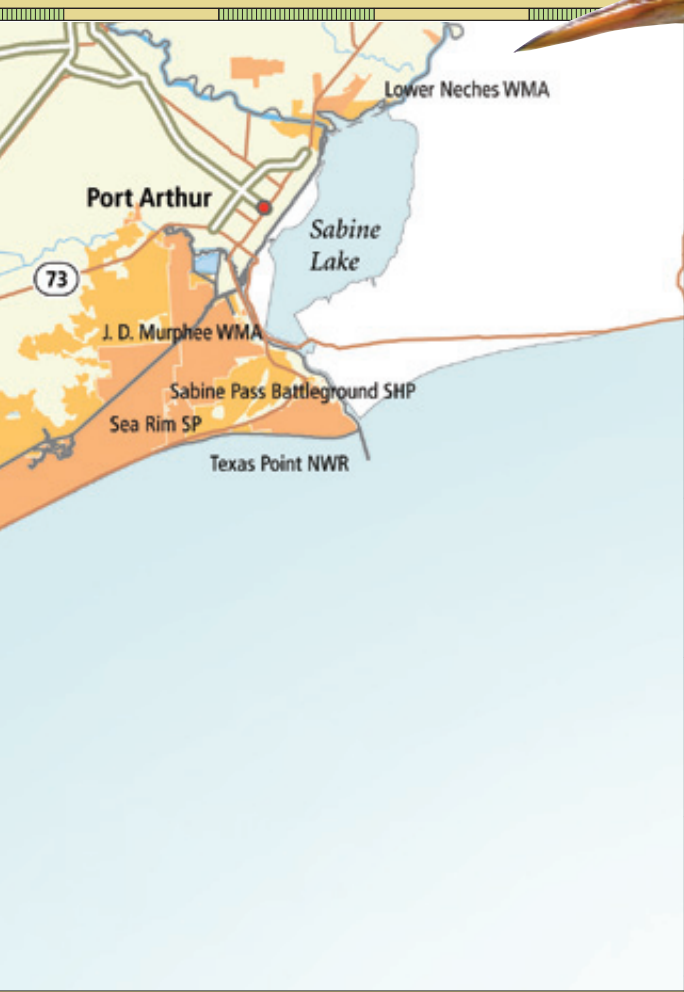 Lower Neches WMA
Port Arthur
Sabine
Lake
73
J. D. Murphee WMA
Sabine Pass Battleground SHP
Sea Rim SP
Texas Point NWR